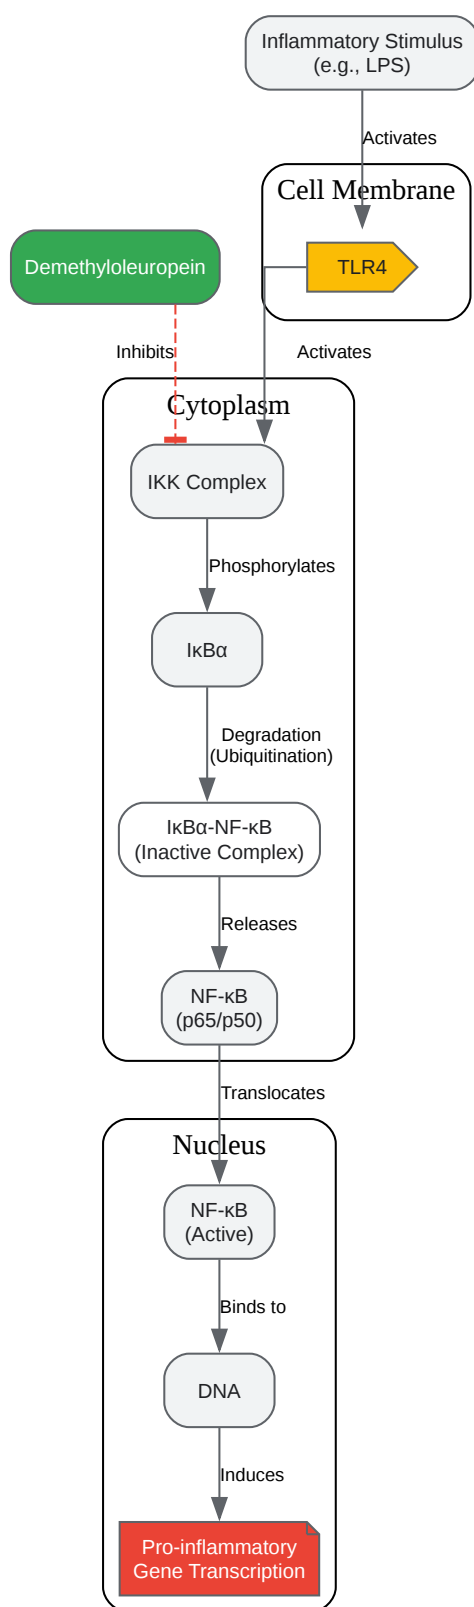 Inflammatory Stimulus
(e.g., LPS)
Activates
Cell Membrane
TLR4
Demethyloleuropein
Inhibits
Activates
Cytoplasm
IKK Complex
Phosphorylates
IκBα
Degradation
(Ubiquitination)
IκBα-NF-κB
(Inactive Complex)
Releases
NF-κB
(p65/p50)
Translocates
Nucleus
NF-κB
(Active)
Binds to
DNA
Induces
Pro-inflammatory
Gene Transcription